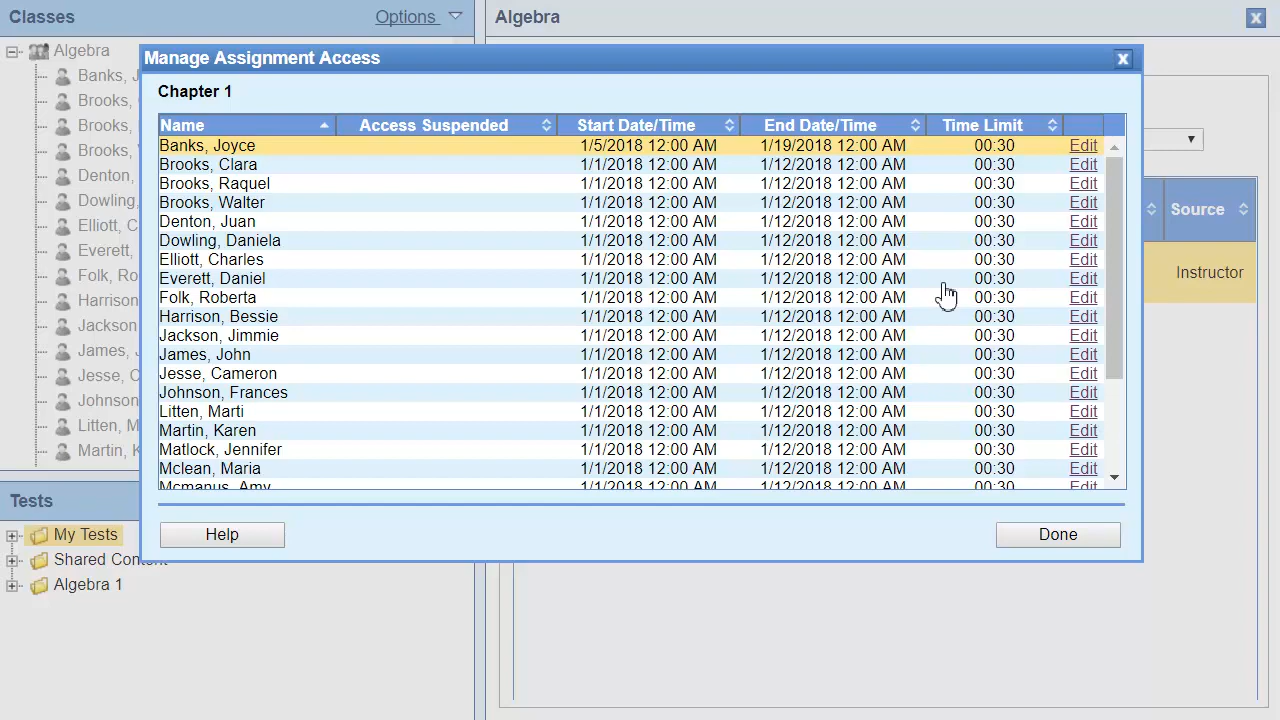 Classes Options
Algebra
Banks, J
Brooks,
Brooks,
Brooks, W
Denton,
Dowling,
Elliott, C
Everett,
Folk, Ro
Harrison
Jackson
James, J
Jesse, C
Johnson
Litten, M
Martin, K
Tests
My Tests
Shared Content
Algebra 1
Algebra
Source
Instructor
Manage Assignment Access
Chapter 1
Name Access Suspended Start Date/Time End Date/Time Time Limit
Banks, Joyce 1/5/2018 12:00 AM 1/19/2018 12:00 AM 00:30 Edit
Brooks, Clara 1/1/2018 12:00 AM 1/12/2018 12:00 AM 00:30 Edit
Brooks, Raquel 1/1/2018 12:00 AM 1/12/2018 12:00 AM 00:30 Edit
Brooks, Walter 1/1/2018 12:00 AM 1/12/2018 12:00 AM 00:30 Edit
Denton, Juan 1/1/2018 12:00 AM 1/12/2018 12:00 AM 00:30 Edit
Dowling, Daniela 1/1/2018 12:00 AM 1/12/2018 12:00 AM 00:30 Edit
Elliott, Charles 1/1/2018 12:00 AM 1/12/2018 12:00 AM 00:30 Edit
Everett, Daniel 1/1/2018 12:00 AM 1/12/2018 12:00 AM 00:30 Edit
Folk, Roberta 1/1/2018 12:00 AM 1/12/2018 12:00 AM 00:30 Edit
Harrison, Bessie 1/1/2018 12:00 AM 1/12/2018 12:00 AM 00:30 Edit
Jackson, Jimmie 1/1/2018 12:00 AM 1/12/2018 12:00 AM 00:30 Edit
James, John 1/1/2018 12:00 AM 1/12/2018 12:00 AM 00:30 Edit
Jesse, Cameron 1/1/2018 12:00 AM 1/12/2018 12:00 AM 00:30 Edit
Johnson, Frances 1/1/2018 12:00 AM 1/12/2018 12:00 AM 00:30 Edit
Litten, Marti 1/1/2018 12:00 AM 1/12/2018 12:00 AM 00:30 Edit
Martin, Karen 1/1/2018 12:00 AM 1/12/2018 12:00 AM 00:30 Edit
Matlock, Jennifer 1/1/2018 12:00 AM 1/12/2018 12:00 AM 00:30 Edit
Mclean, Maria 1/1/2018 12:00 AM 1/12/2018 12:00 AM 00:30 Edit
Mcmanus, Amy 1/1/2018 12:00 AM 1/12/2018 12:00 AM 00:30 Edit
Help Done